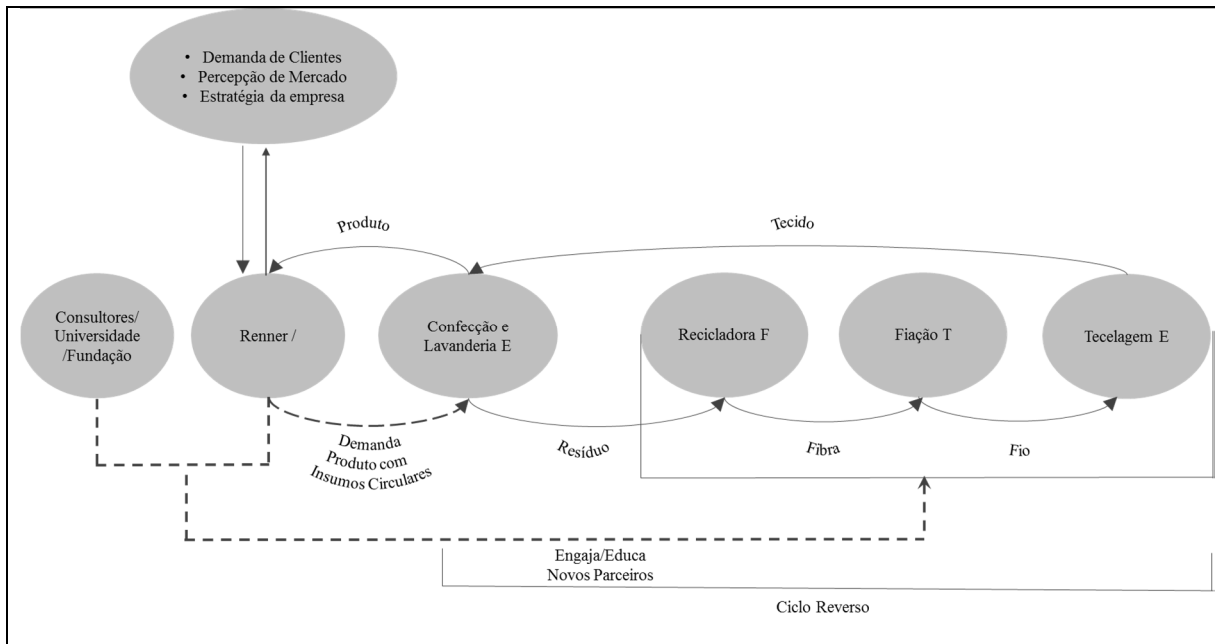 • Demanda de Clientes
• Percepção de Mercado
• Estratégia da empresa
Produto
Tecido
Consultores/
Universidade
/Fundação
Renner /
Confecção e
Lavanderia E
Recicladora F
Fiação T
Tecelagem E
Demanda
Produto com
Insumos Circulares
Resíduo
Fibra
Fio
Engaja/Educa
Novos Parceiros
Ciclo Reverso